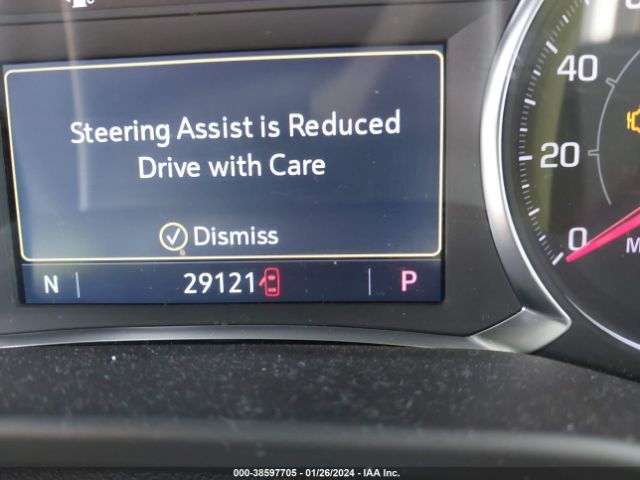 Steering Assist is Reduced
Drive with Care
Dismiss
N 29121 P
40
20
0
000-38597705 - 01/26/2024 - IAA Inc.